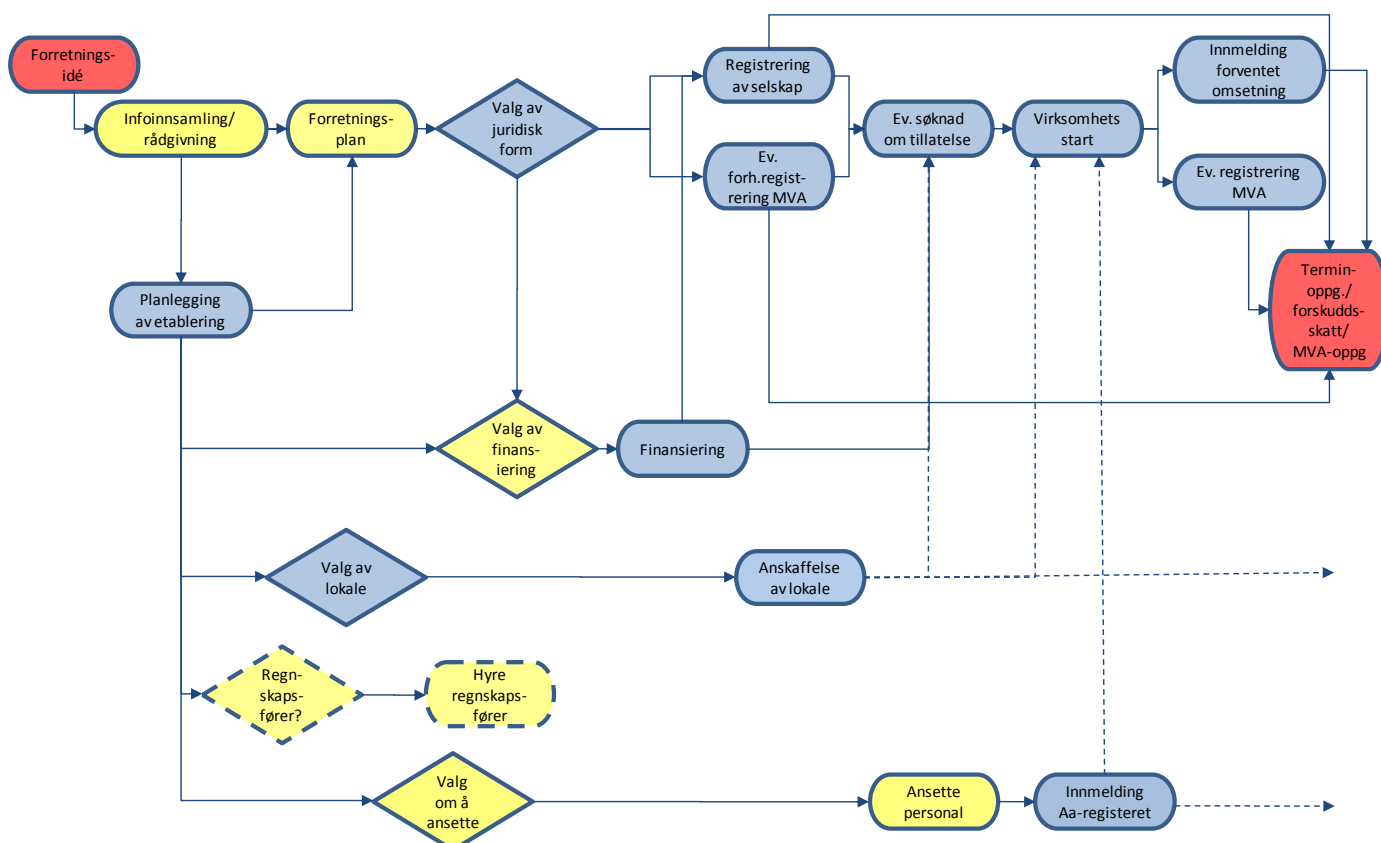 Forretnings-
idé
Infoinnsamling/
rådgivning
Forretnings-
plan
Valg av
juridisk
form
Registrering
av selskap
Ev.
forh.regist-
rering MVA
Ev. søknad
om tillatelse
Virksomhets
start
Innmelding
forventet
omsetning
Ev. registrering
MVA
Termin-
oppg./
forskudds-
skatt/
MVA-oppg
Planlegging
av etablering
Valg av
finans-
iering
Finansiering
Valg av
lokale
Anskaffelse
av lokale
Regn-
skaps-
fører?
Hyre
regnskaps-
fører
Valg
om å
ansette
Ansette
personal
Innmelding
Aa-registeret